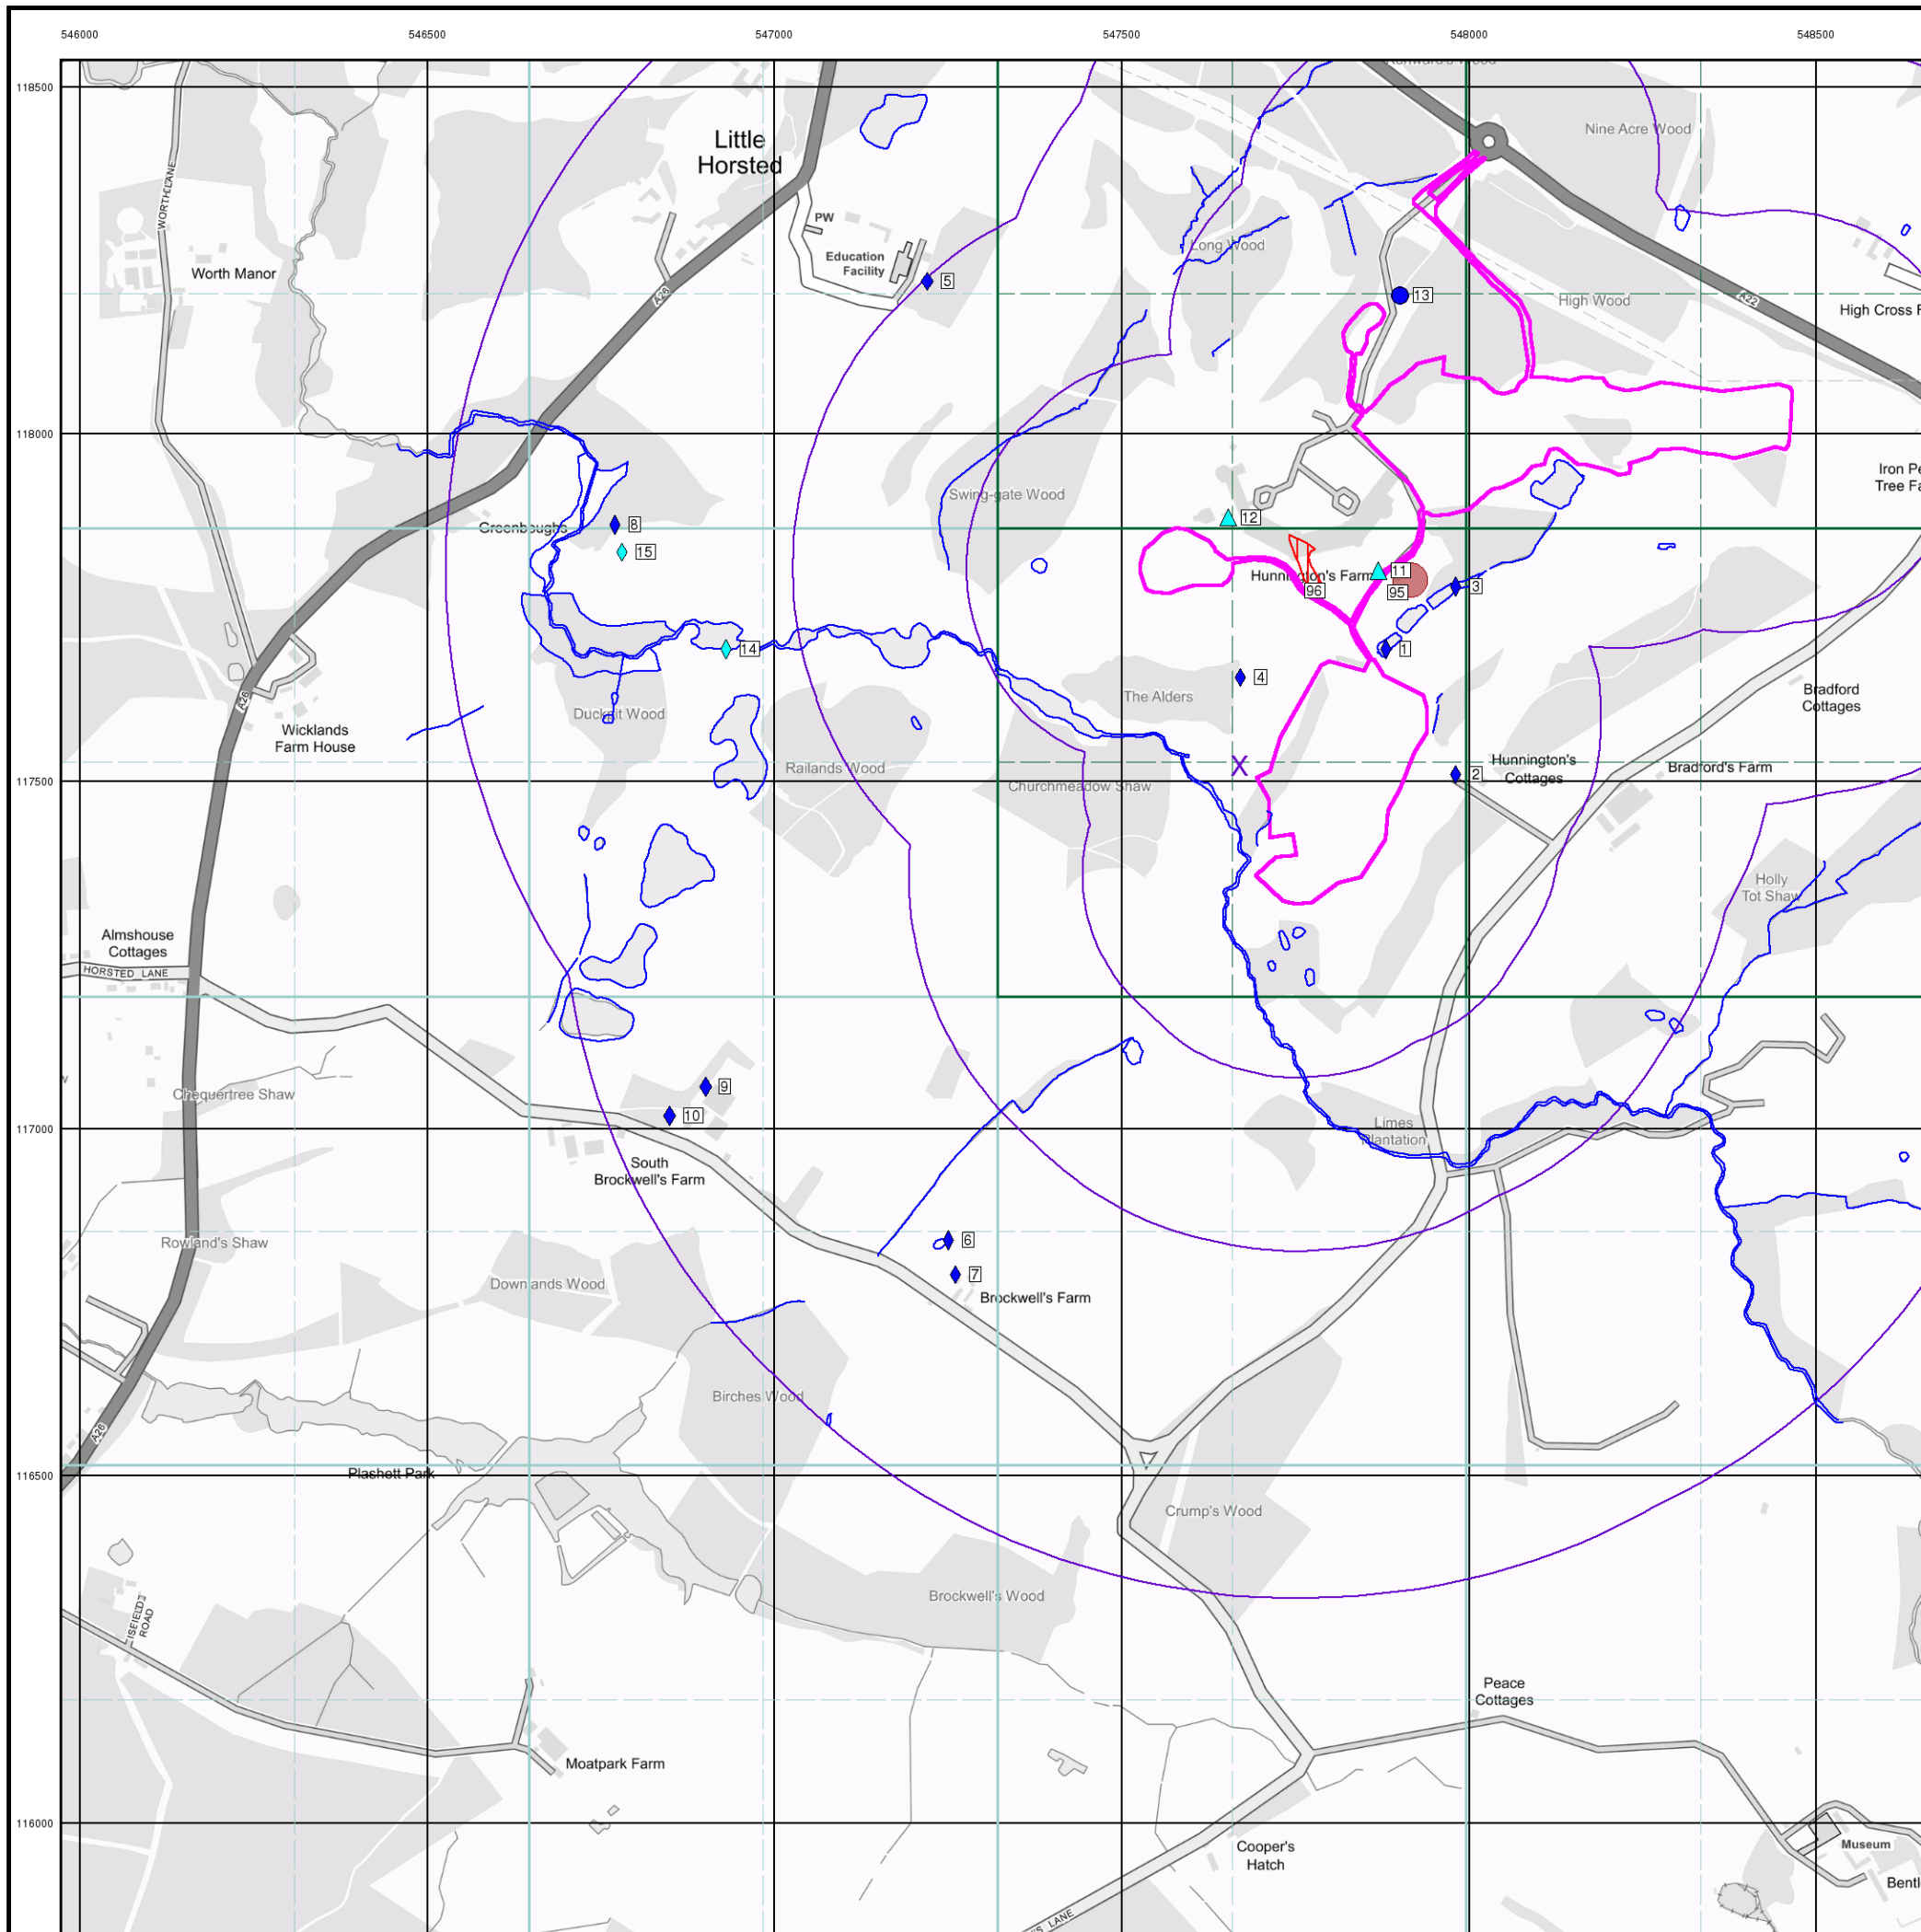 546000
546500
547000
547500
548000
548500
118500
Nine Acre Wood
Little
Horsted
WORTH LANE
PW
Education
Facility
Long Wood
Worth Manor
5
A26
13
High Wood
A22
High Cross F
118000
Iron Pe
Tree Fa
Swing-gate Wood
12
Greenboughs
8
15
Hunnington's Farm
11
96
95
3
14
1
4
The Alders
Duckpit Wood
Bradford
Cottages
A26
Wicklands
Farm House
Railands Wood
X
Churchmeadow Shaw
2
Hunnington's
Cottages
Bradford's Farm
117500
Holly
Tot Shaw
Almshouse
Cottages
HORSTED LANE
Chequertree Shaw
9
10
117000
Limes
Plantation
South
Brockwell's Farm
Rowland's Shaw
6
7
Downlands Wood
Brockwell's Farm
Birches Wood
A26
116500
Plashett Park
Crump's Wood
Brockwell's Wood
ISFIELD
ROAD
Peace
Cottages
Moatpark Farm
116000
Cooper's
Hatch
Museum
Bentl
LANE